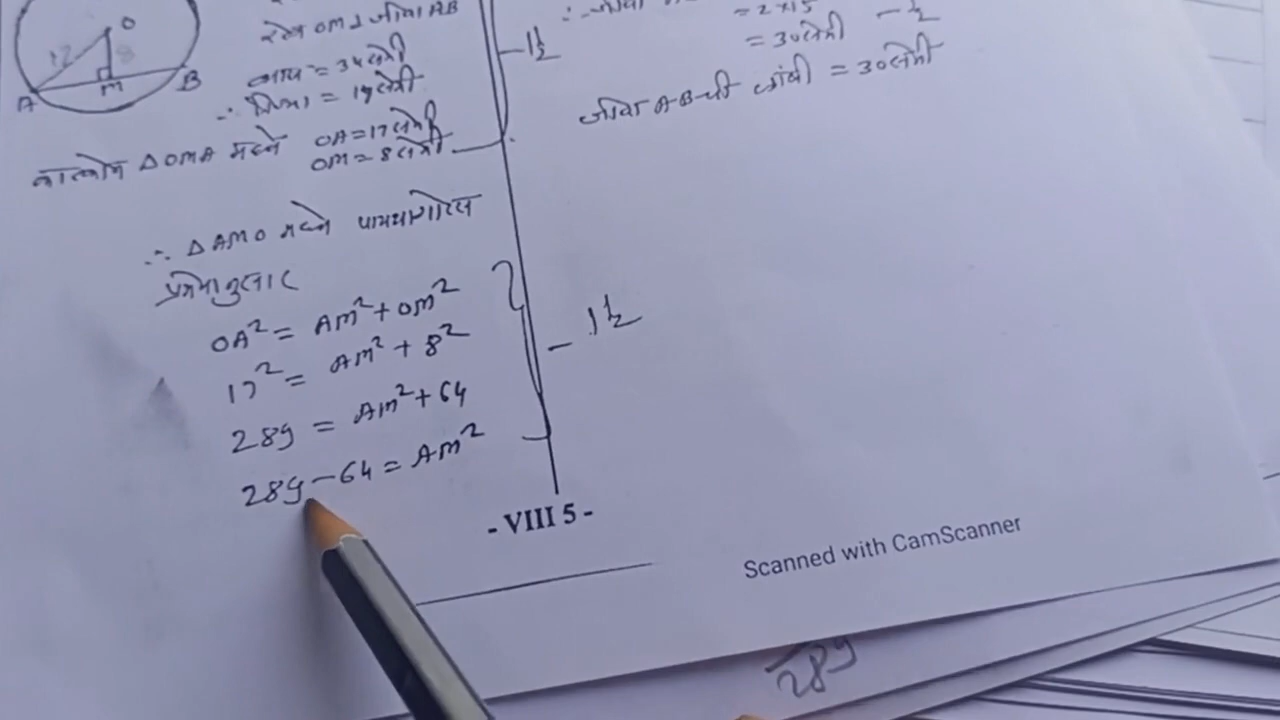 O
12
8
A M B
रेख OM ⊥ जीवा AB
व्यास = 34 सेमी
∴ त्रिज्या = 17 सेमी
काटकोन △OMA मध्ये OA = 17 सेमी
OM = 8 सेमी
∴ △AMO मध्ये पायथागोरस
प्रमेयानुसार
OA² = AM² + OM²
17² = AM² + 8²
289 = AM² + 64
289 - 64 = AM²
- 1½
- 1½
= 2×15
= 30 सेमी - ½
जीवा AB ची लांबी = 30 सेमी
- VIII 5 -
Scanned with CamScanner
289